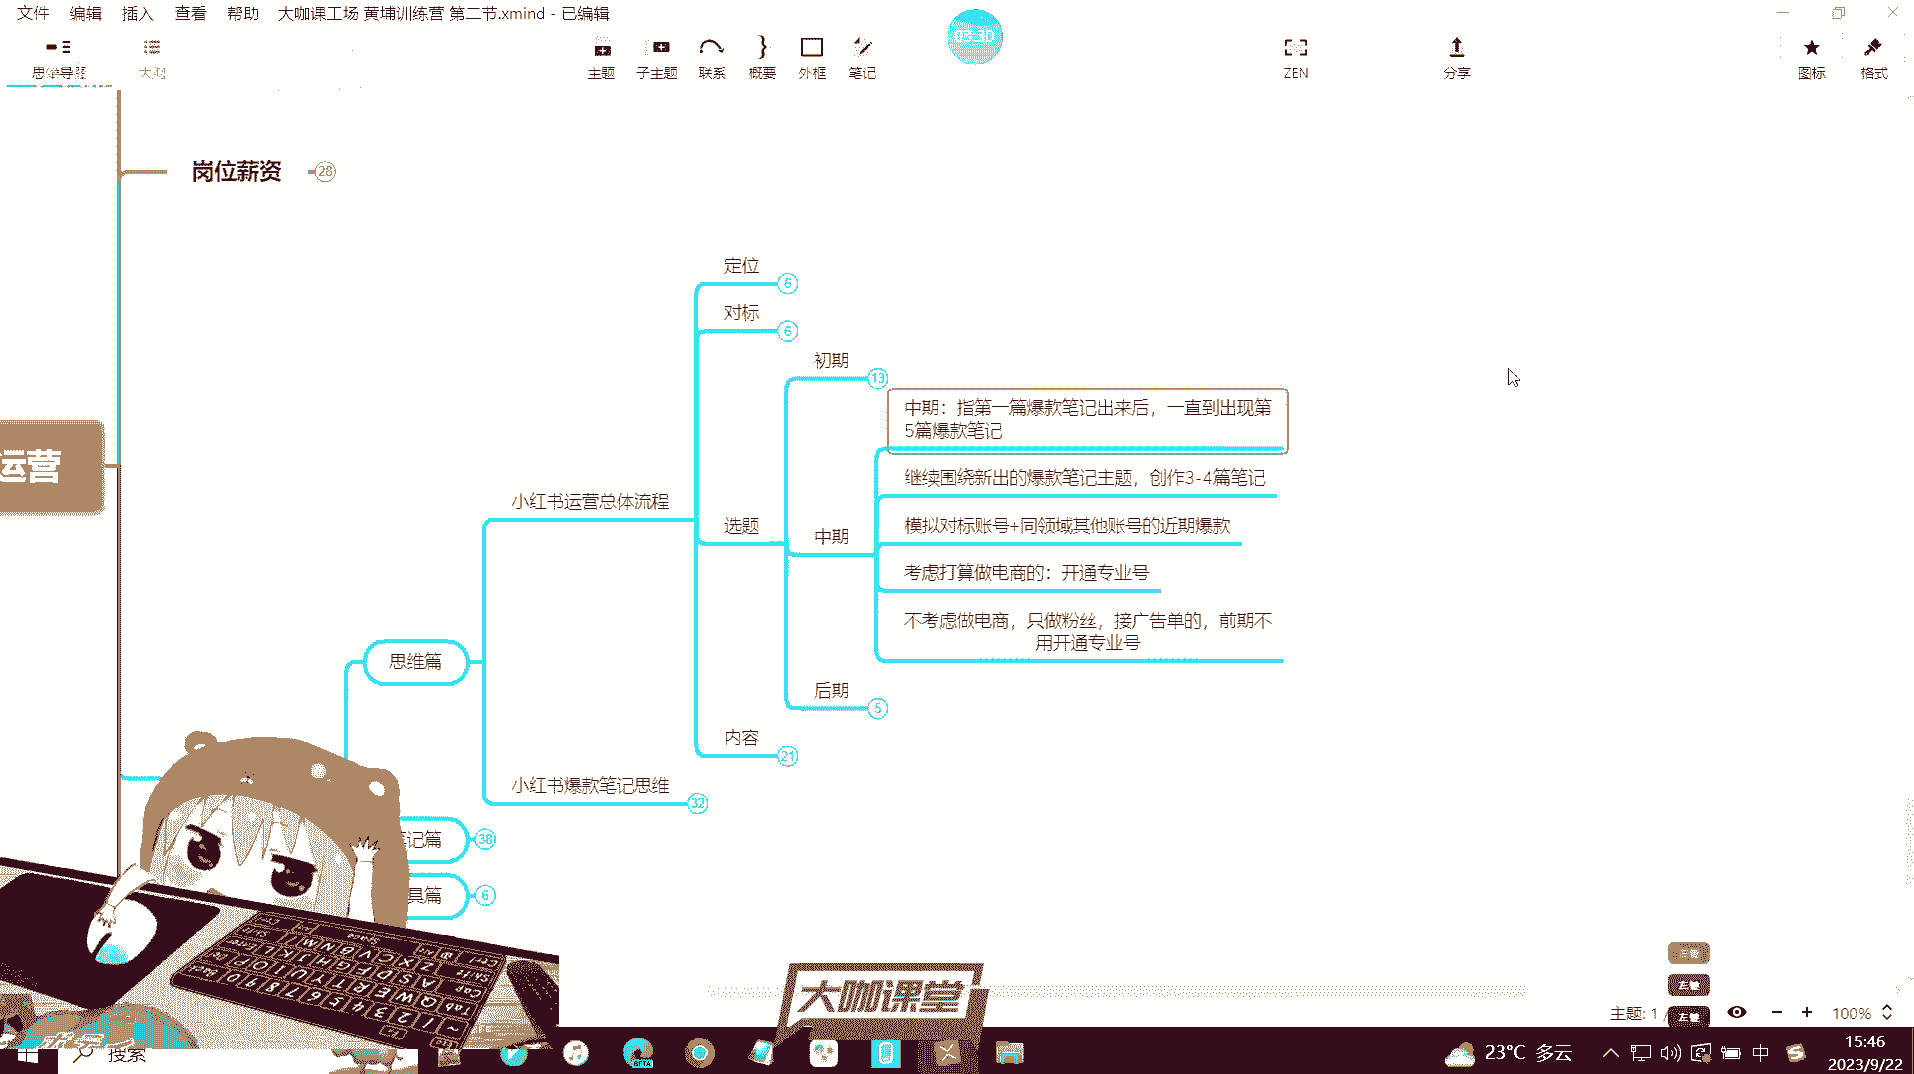 文件 编辑 插入 查看 帮助 大咖课工场 黄埔训练营 第二节.xmind - 已编辑
03:30
思维导图 大纲 主题 子主题 联系 概要 外框 笔记 ZEN 分享 图标 格式
岗位薪资 28
定位 6
对标 6
初期 13
中期：指第一篇爆款笔记出来后，一直到出现第
5篇爆款笔记
运营
继续围绕新出的爆款笔记主题，创作3-4篇笔记
小红书运营总体流程
选题
模拟对标账号+同领域其他账号的近期爆款
中期
考虑打算做电商的：开通专业号
不考虑做电商，只做粉丝，接广告单的，前期不
用开通专业号
思维篇
后期 5
内容 21
小红书爆款笔记思维 32
笔记篇 38
具篇 6
大咖课堂
左键
左键
主题: 1 /
100%
搜索
BETA
23°C 多云
中
15:46
2023/9/22